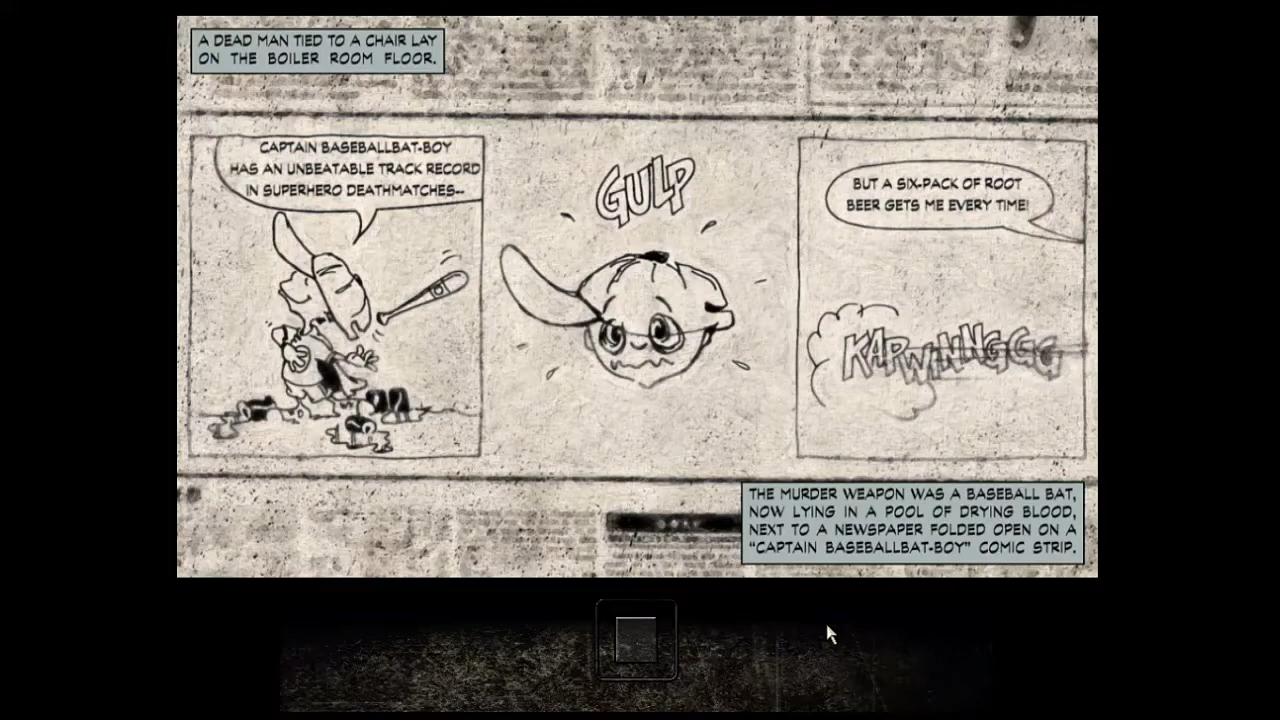 A DEAD MAN TIED TO A CHAIR LAY
ON THE BOILER ROOM FLOOR.
CAPTAIN BASEBALLBAT-BOY
HAS AN UNBEATABLE TRACK RECORD
IN SUPERHERO DEATHMATCHES--
GULP
BUT A SIX-PACK OF ROOT
BEER GETS ME EVERY TIME!
KAPWINNGGG
THE MURDER WEAPON WAS A BASEBALL BAT,
NOW LYING IN A POOL OF DRYING BLOOD,
NEXT TO A NEWSPAPER FOLDED OPEN ON A
“CAPTAIN BASEBALLBAT-BOY” COMIC STRIP.